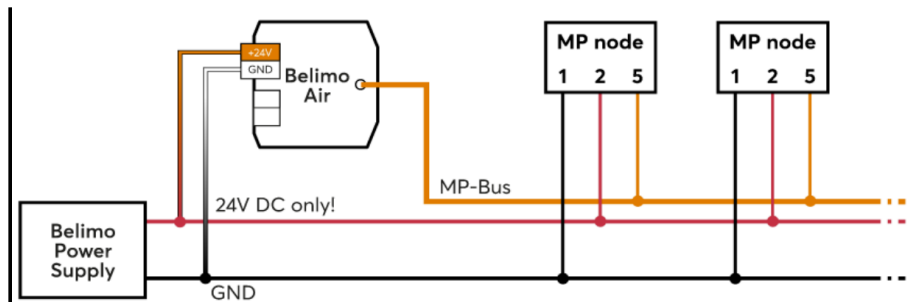 +24V
GND
Belimo
Air
MP node
1 2 5
MP node
1 2 5
MP-Bus
24V DC only!
Belimo
Power
Supply
GND